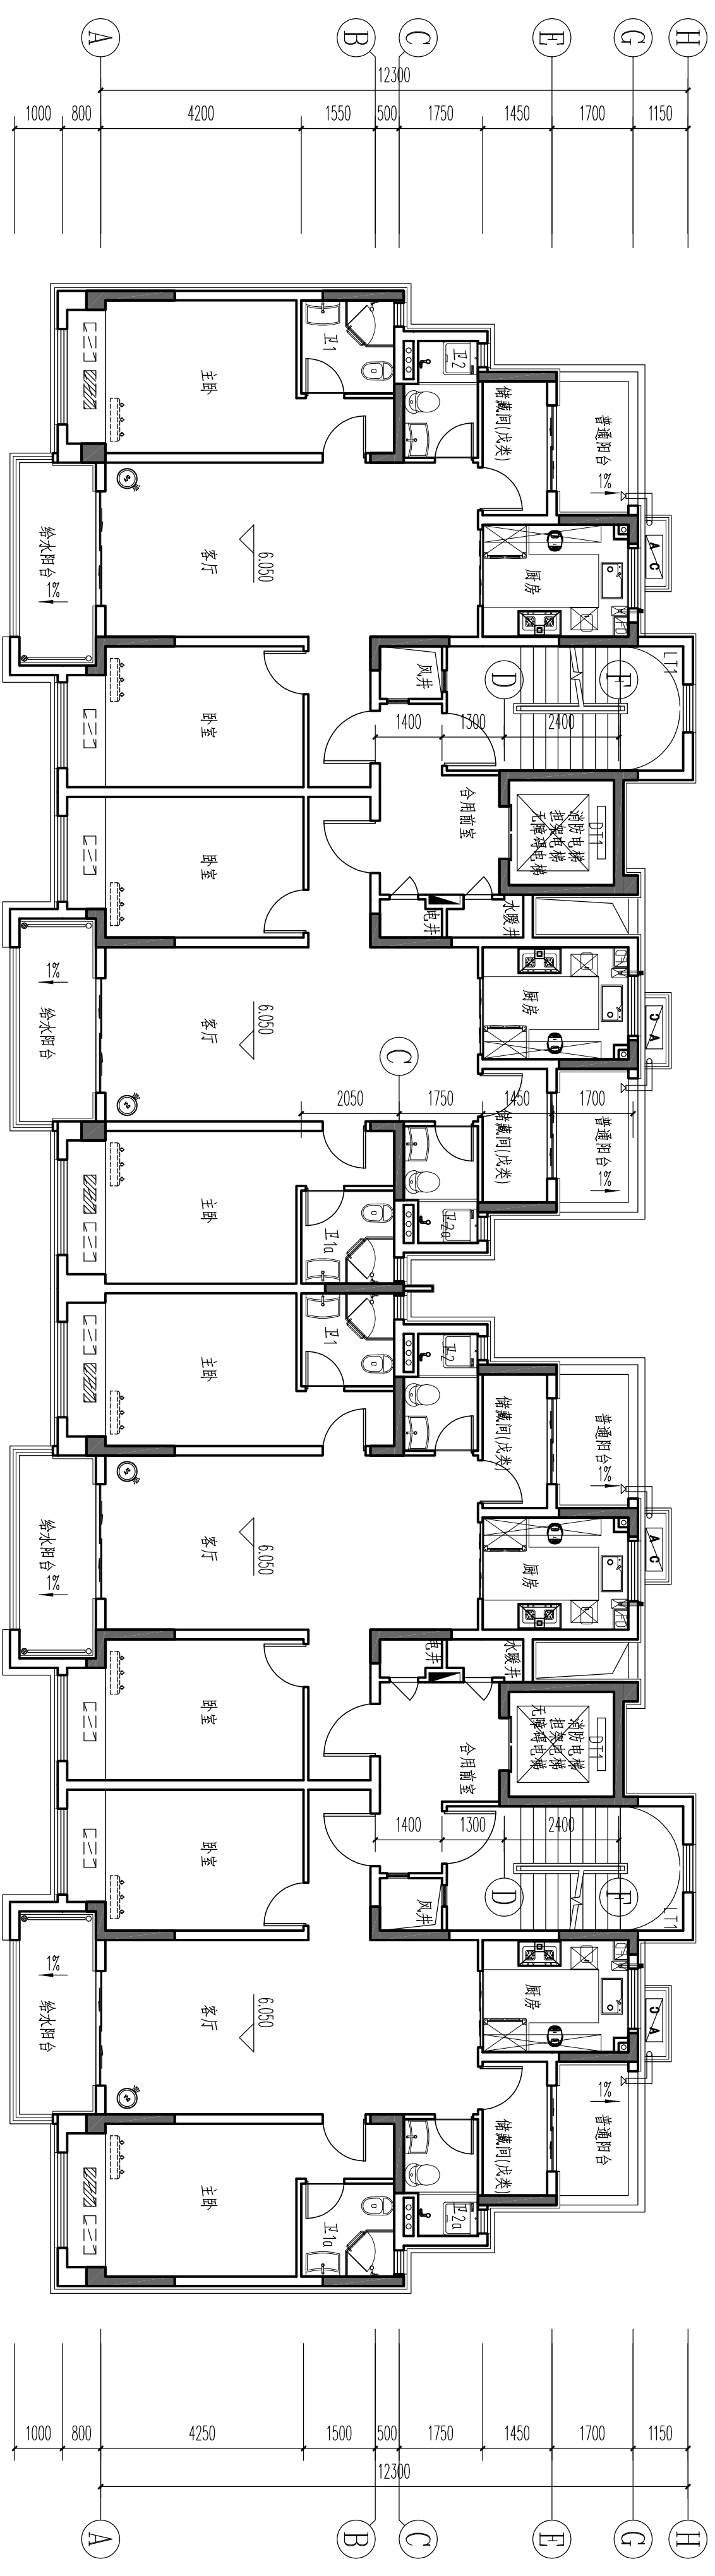 A
B
C
E
G
H
12300
1000
800
4200
1550
500
1750
1450
1700
1150
主卧
卫1
卫2
储藏间(戊类)
普通阳台
1%
A C
给水阳台
1%
客厅
6.050
厨房
卧室
风井
LT1
D
F
1400
1300
2400
合用前室
DT1
消防电梯
担架电梯
无障碍电梯
卧室
电井
水暖井
给水阳台
1%
客厅
6.050
厨房
A C
C
2050
1750
1450
1700
储藏间(戊类)
普通阳台
1%
主卧
卫1a
卫2a
主卧
卫1
卫2
储藏间(戊类)
普通阳台
1%
A C
给水阳台
1%
客厅
6.050
厨房
电井
水暖井
卧室
合用前室
DT1
消防电梯
担架电梯
无障碍电梯
卧室
1400
1300
2400
D
F
风井
LT1
给水阳台
1%
客厅
6.050
厨房
A C
储藏间(戊类)
普通阳台
1%
主卧
卫1a
卫2a
1000
800
4250
1500
500
1750
1450
1700
1150
12300
A
B
C
E
G
H